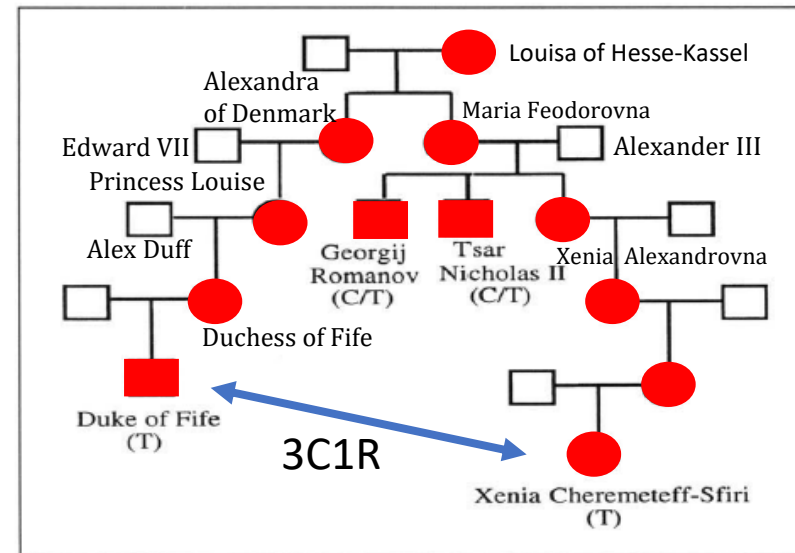 Louisa of Hesse-Kassel
Alexandra
of Denmark
Maria Feodorovna
Edward VII
Alexander III
Princess Louise
Alex Duff
Georgij
Romanov
(C/T)
Tsar
Nicholas II
(C/T)
Xenia Alexandrovna
Duchess of Fife
Duke of Fife
(T)
3C1R
Xenia Cheremeteff-Sfiri
(T)